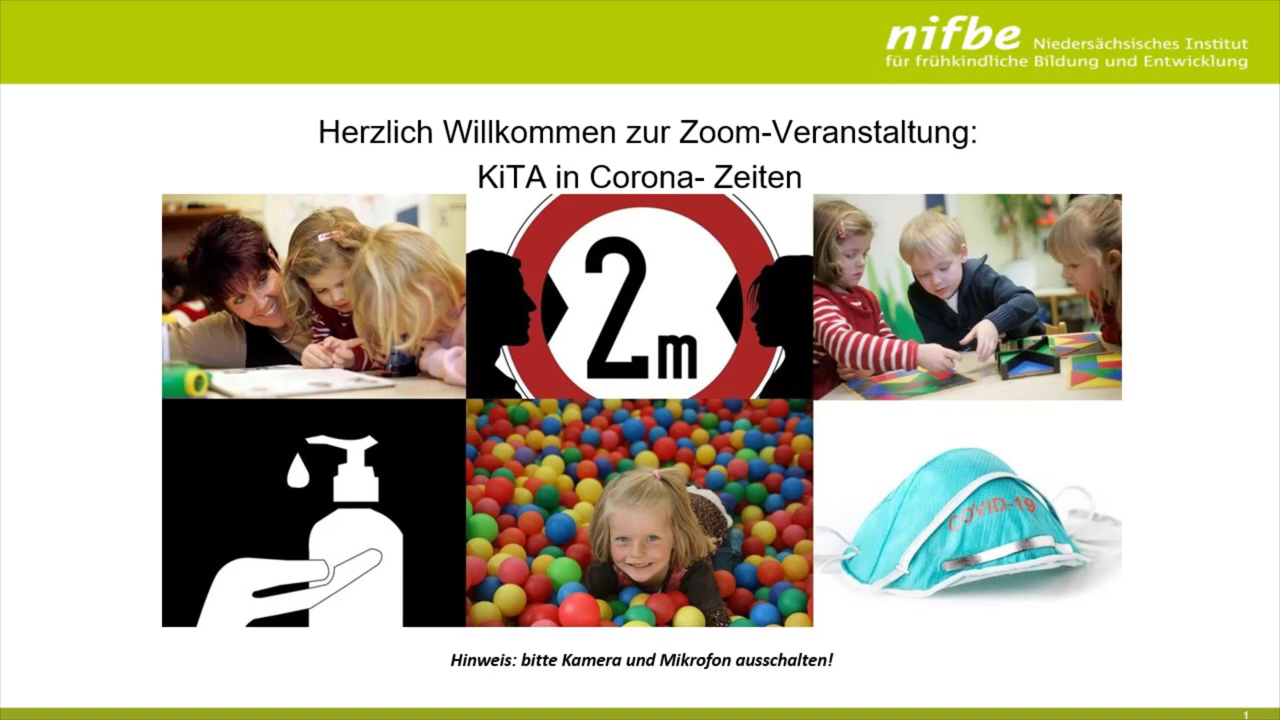 nifbe Niedersächsisches Institut
für frühkindliche Bildung und Entwicklung
Herzlich Willkommen zur Zoom-Veranstaltung:
KiTA in Corona- Zeiten
2m
COVID-19
Hinweis: bitte Kamera und Mikrofon ausschalten!
1